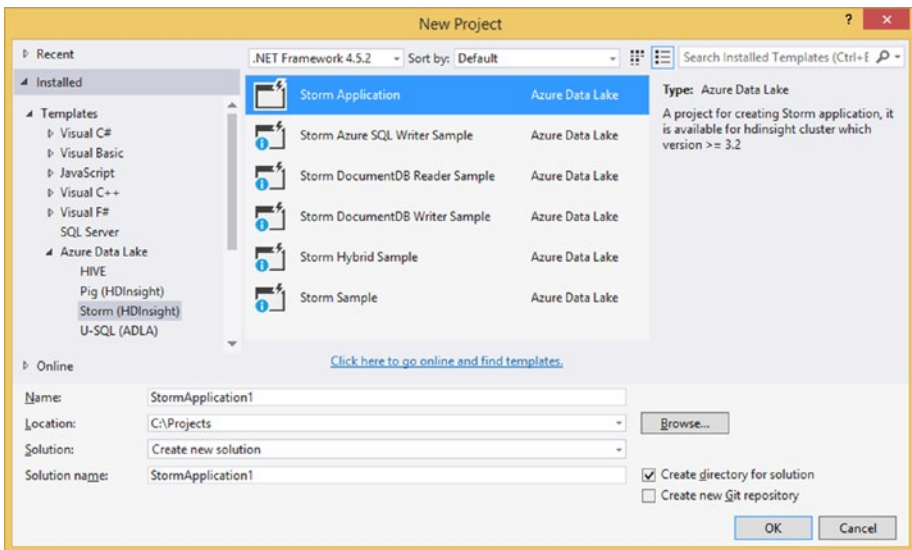 New Project
? ×
Recent
.NET Framework 4.5.2
Sort by: Default
Search Installed Templates (Ctrl+E
Installed
Templates
Visual C#
Visual Basic
JavaScript
Visual C++
Visual F#
SQL Server
Azure Data Lake
HIVE
Pig (HDInsight)
Storm (HDInsight)
U-SQL (ADLA)
Online
Storm Application Azure Data Lake
Storm Azure SQL Writer Sample Azure Data Lake
Storm DocumentDB Reader Sample Azure Data Lake
Storm DocumentDB Writer Sample Azure Data Lake
Storm Hybrid Sample Azure Data Lake
Storm Sample Azure Data Lake
Click here to go online and find templates.
Type: Azure Data Lake
A project for creating Storm application, it
is available for hdinsight cluster which
version >= 3.2
Name: StormApplication1
Location: C:\Projects
Browse...
Solution: Create new solution
Solution name: StormApplication1
Create directory for solution
Create new Git repository
OK
Cancel